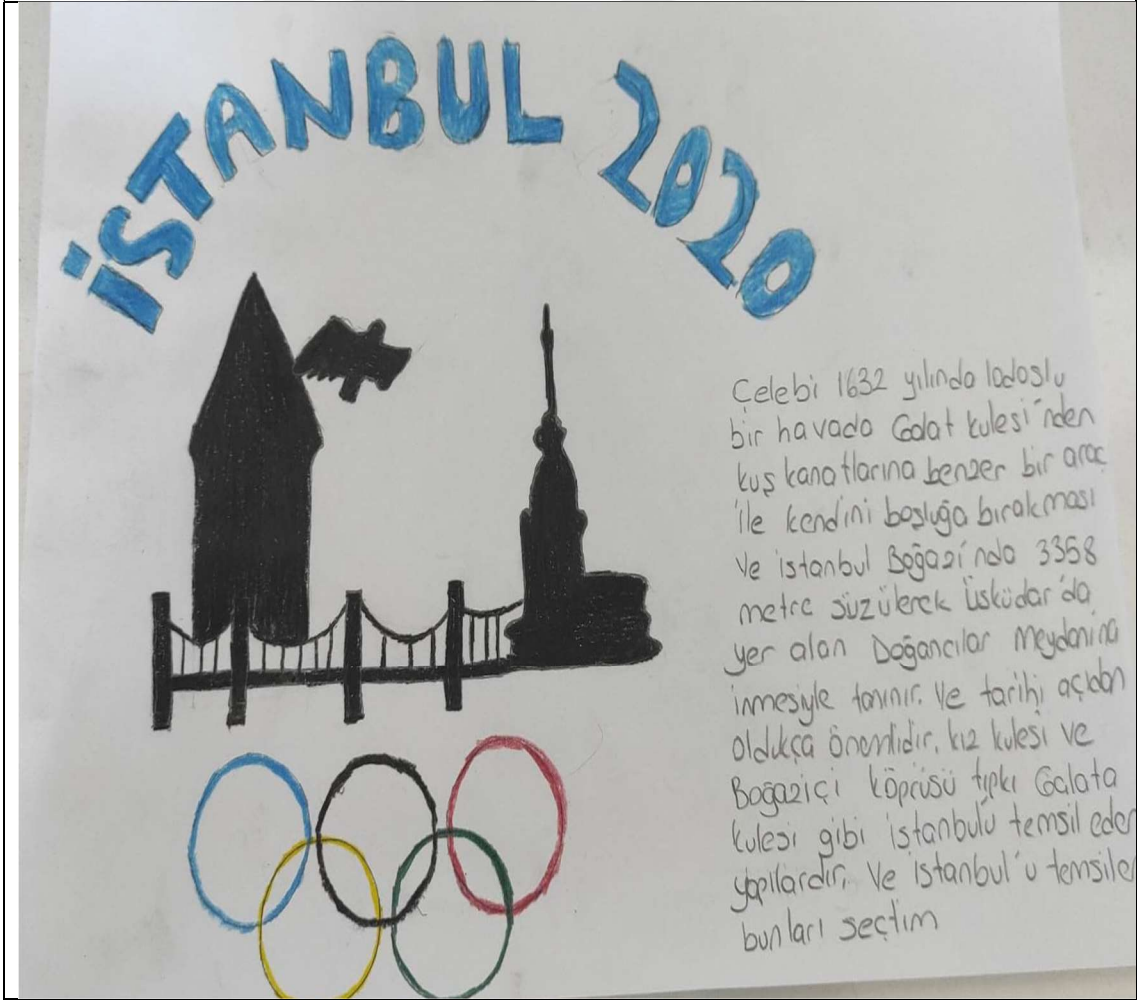 İSTANBUL 2020
Çelebi 1632 yılında lodoslu
bir havada Galat kulesi'nden
kuş kanatlarına benzer bir araç
ile kendini boşluğa bırakması
ve istanbul Boğazı'nda 3358
metre süzülerek Üsküdar'da
yer alan Doğancılar Meydanına
inmesiyle tanınır. Ve tarihi açıdan
oldukça önemlidir. kız kulesi ve
Boğaziçi köprüsü tıpkı Galata
kulesi gibi istanbulu temsil eder
yapılardır. Ve istanbul'u temsile
bunları seçtim